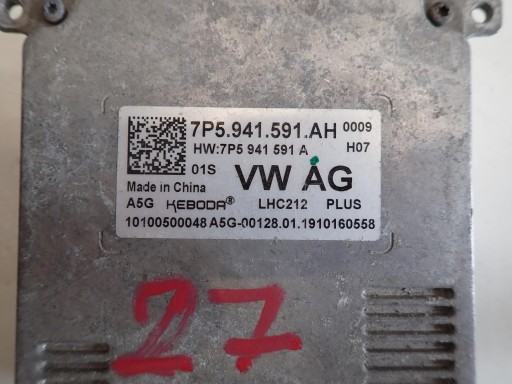 7P5.941.591.AH 0009
HW:7P5 941 591 A H07
01S VW AG
Made in China
A5G KEBODA® LHC212 PLUS
10100500048 A5G-00128.01.1910160558
27